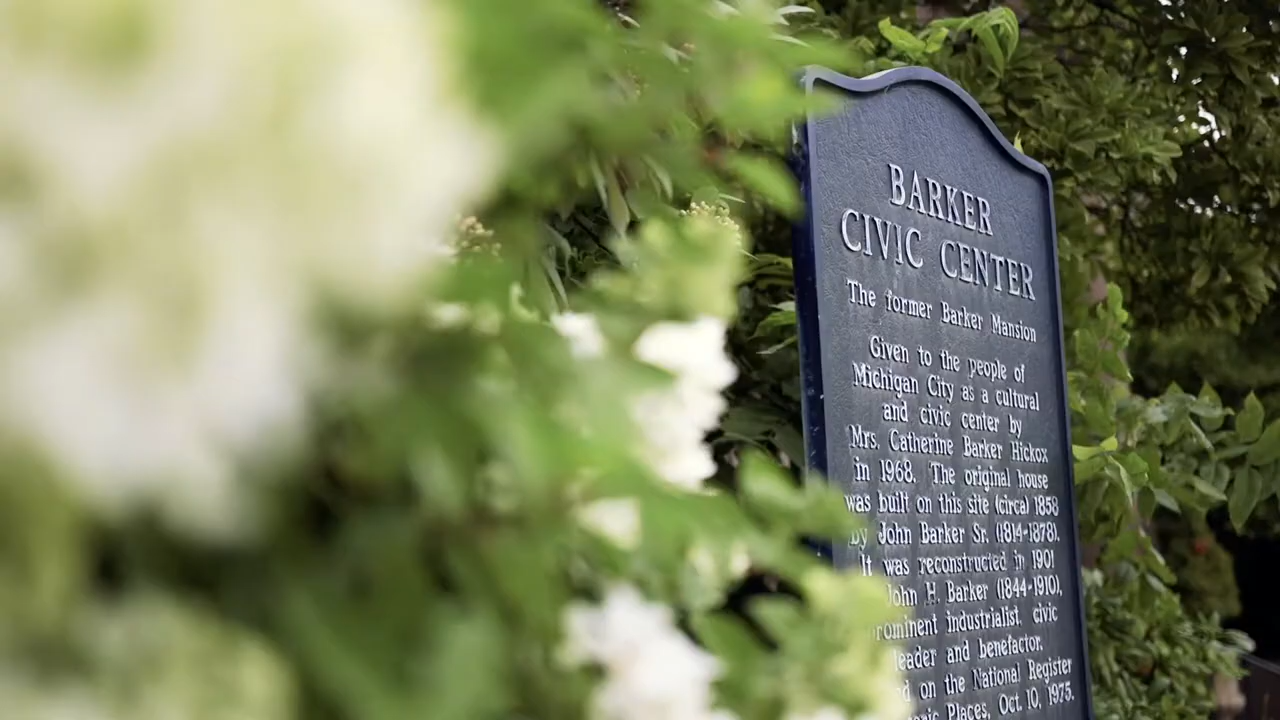 BARKER
CIVIC CENTER
The former Barker Mansion
Given to the people of
Michigan City as a cultural
and civic center by
Mrs. Catherine Barker Hickox
in 1968. The original house
was built on this site (circa) 1858
by John Barker Sr. (1814-1878).
It was reconstructed in 1901
John H. Barker (1844-1910),
rominent industrialist, civic
leader and benefactor.
d on the National Register
oric Places, Oct. 10, 1975.